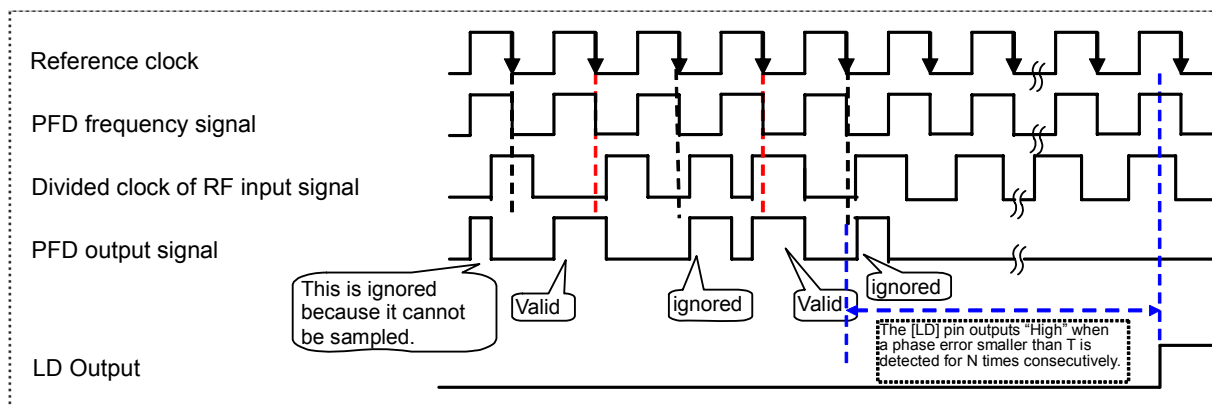 Reference clock
PFD frequency signal
Divided clock of RF input signal
PFD output signal
This is ignored
because it cannot
be sampled.
Valid
ignored
Valid
ignored
The [LD] pin outputs “High” when
a phase error smaller than T is
detected for N times consecutively.
LD Output